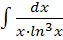 ∫ dx / (x·ln³x)